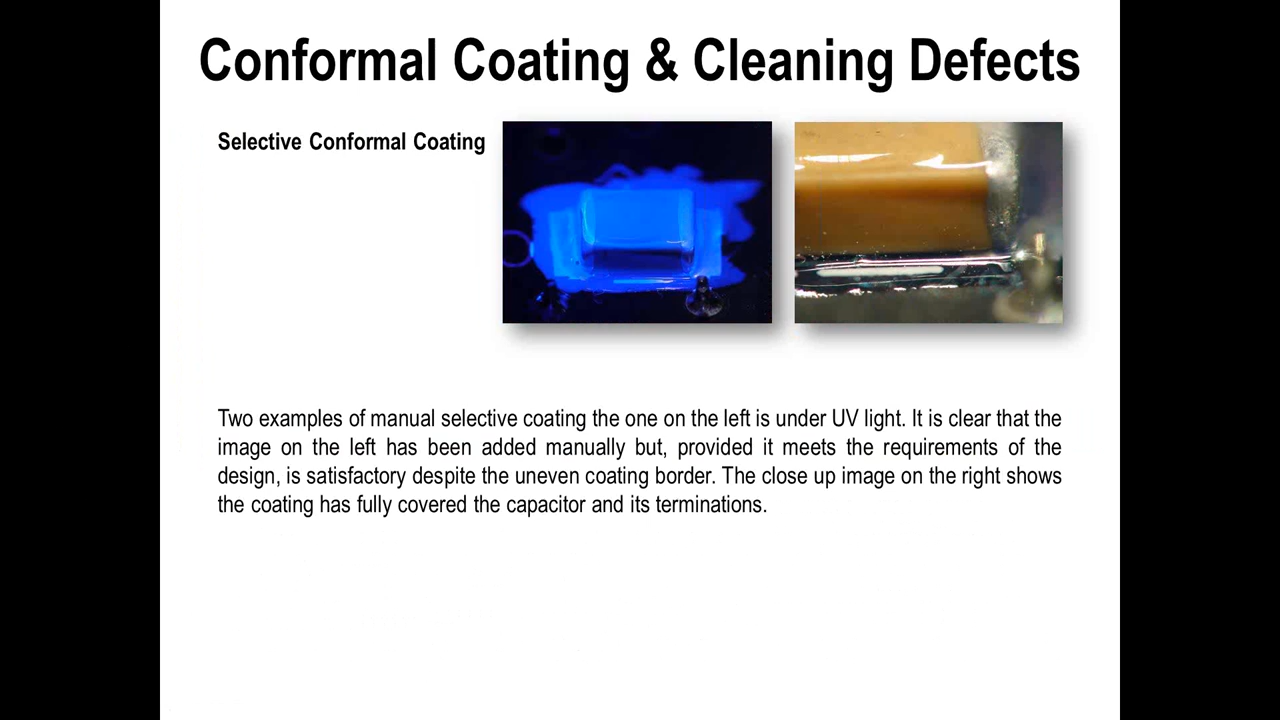 Conformal Coating & Cleaning Defects
Selective Conformal Coating
Two examples of manual selective coating the one on the left is under UV light. It is clear that the
image on the left has been added manually but, provided it meets the requirements of the
design, is satisfactory despite the uneven coating border. The close up image on the right shows
the coating has fully covered the capacitor and its terminations.